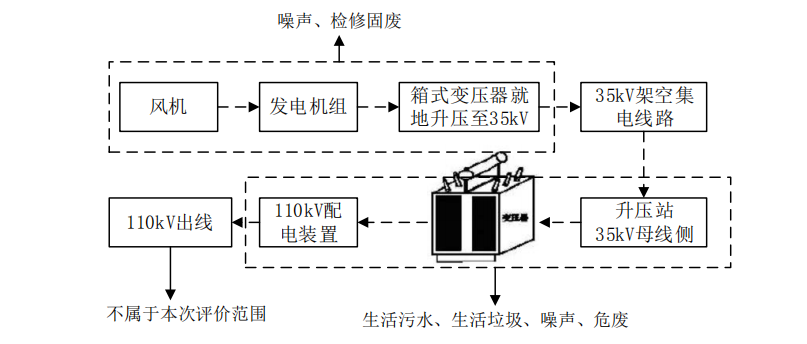 噪声、检修固废
风机
发电机组
箱式变压器就
地升压至35kV
35kV架空集
电线路
110kV出线
110kV配
电装置
变压器
升压站
35kV母线侧
不属于本次评价范围
生活污水、生活垃圾、噪声、危废